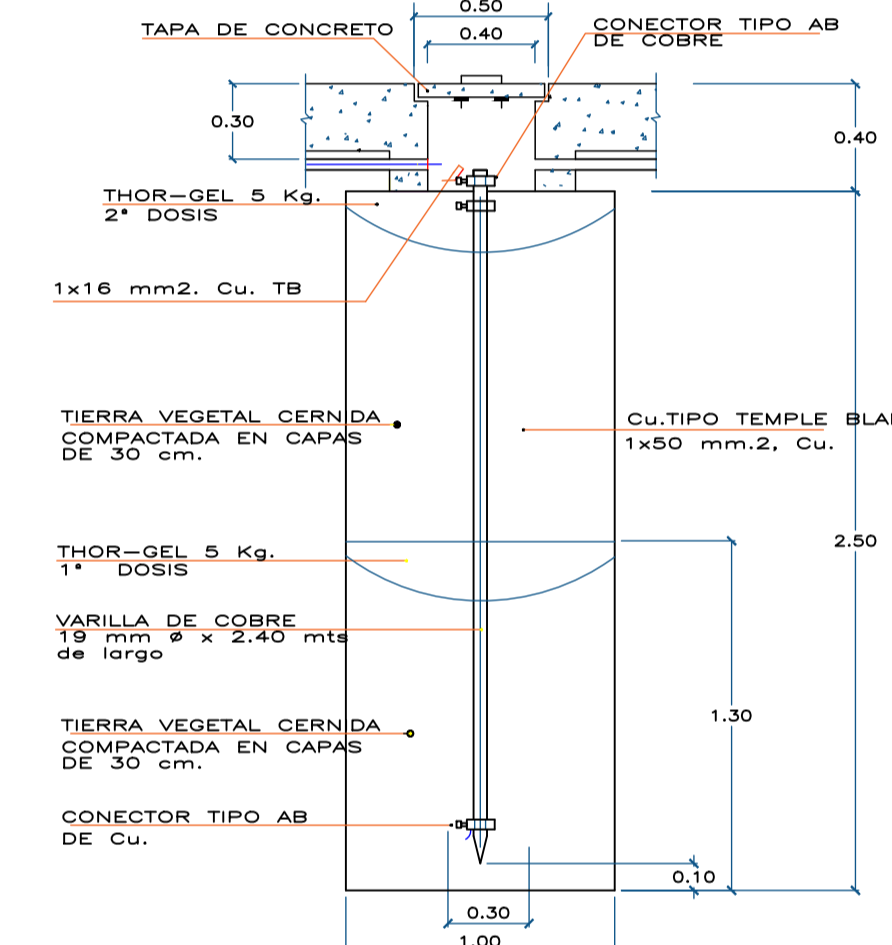 0.50
TAPA DE CONCRETO
0.40
CONECTOR TIPO AB
DE COBRE
0.30
0.40
THOR-GEL 5 Kg.
2ª DOSIS
1x16 mm2. Cu. TB
TIERRA VEGETAL CERNIDA
COMPACTADA EN CAPAS
DE 30 cm.
Cu.TIPO TEMPLE
1x50 mm.2, Cu.
2.50
THOR-GEL 5 Kg.
1ª DOSIS
VARILLA DE COBRE
19 mm ø x 2.40 mts
de largo
1.30
TIERRA VEGETAL CERNIDA
COMPACTADA EN CAPAS
DE 30 cm.
CONECTOR TIPO AB
DE Cu.
0.10
0.30
1.00